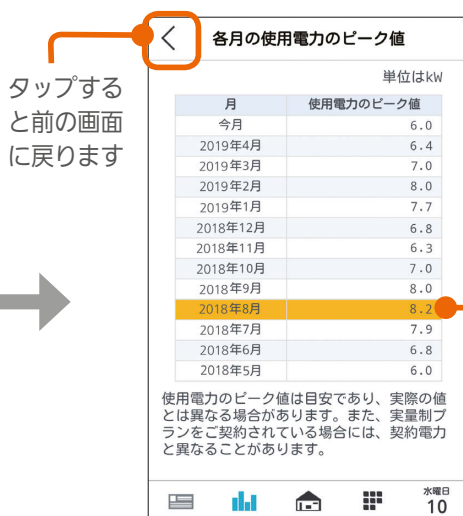 タップする
と前の画面
に戻ります
各月の使用電力のピーク値
単位はkW
月 使用電力のピーク値
今月 6.0
2019年4月 6.4
2019年3月 7.0
2019年2月 8.0
2019年1月 7.7
2018年12月 6.8
2018年11月 6.3
2018年10月 7.0
2018年9月 8.0
2018年8月 8.2
2018年7月 7.9
2018年6月 6.8
2018年5月 6.0
使用電力のピーク値は目安であり、実際の値
とは異なる場合があります。また、実量制プ
ランをご契約されている場合には、契約電力
と異なることがあります。
水曜日
10